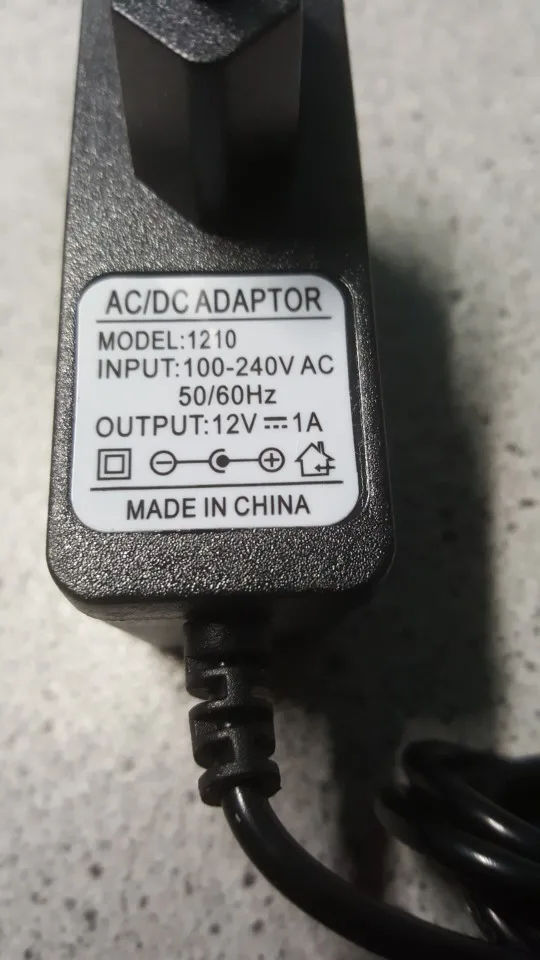 AC/DC ADAPTOR
MODEL:1210
INPUT:100-240V AC
50/60Hz
OUTPUT:12V ⎓ 1A
MADE IN CHINA